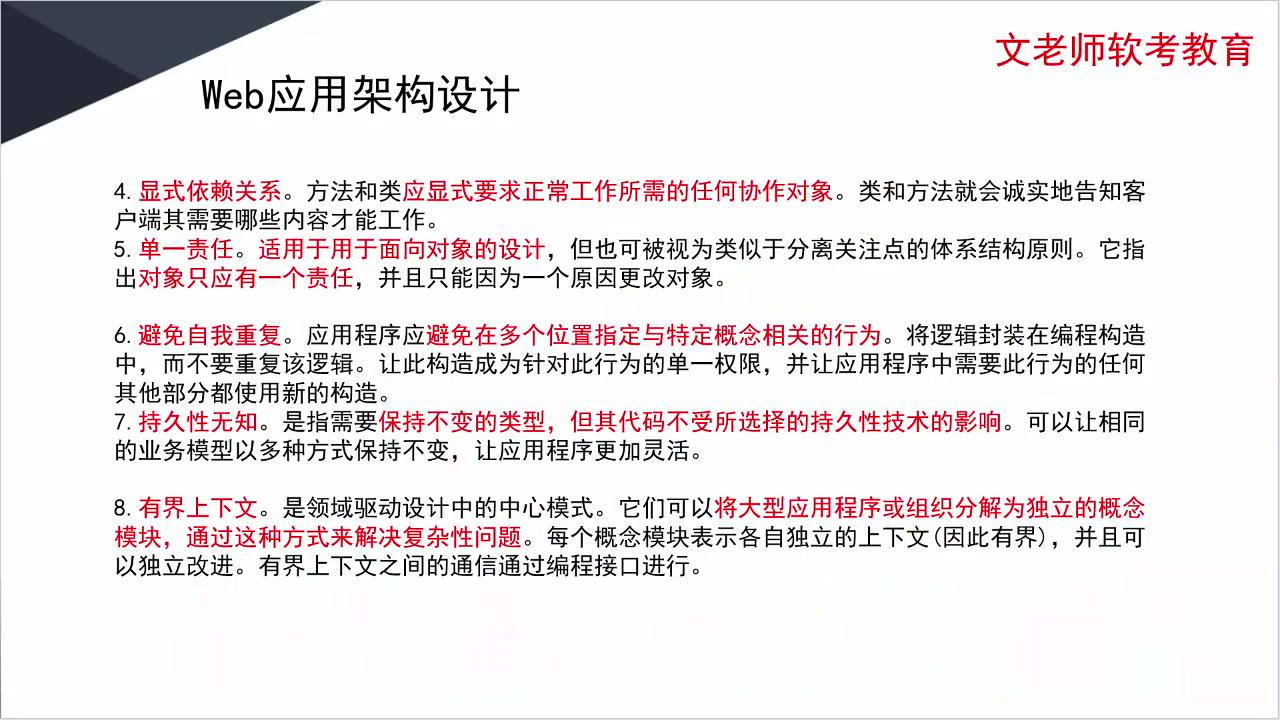 文老师软考教育
Web应用架构设计
4.显式依赖关系。方法和类应显式要求正常工作所需的任何协作对象。类和方法就会诚实地告知客
户端其需要哪些内容才能工作。
5.单一责任。适用于用于面向对象的设计，但也可被视为类似于分离关注点的体系结构原则。它指
出对象只应有一个责任，并且只能因为一个原因更改对象。
6.避免自我重复。应用程序应避免在多个位置指定与特定概念相关的行为。将逻辑封装在编程构造
中，而不要重复该逻辑。让此构造成为针对此行为的单一权限，并让应用程序中需要此行为的任何
其他部分都使用新的构造。
7.持久性无知。是指需要保持不变的类型，但其代码不受所选择的持久性技术的影响。可以让相同
的业务模型以多种方式保持不变，让应用程序更加灵活。
8.有界上下文。是领域驱动设计中的中心模式。它们可以将大型应用程序或组织分解为独立的概念
模块，通过这种方式来解决复杂性问题。每个概念模块表示各自独立的上下文(因此有界)，并且可
以独立改进。有界上下文之间的通信通过编程接口进行。